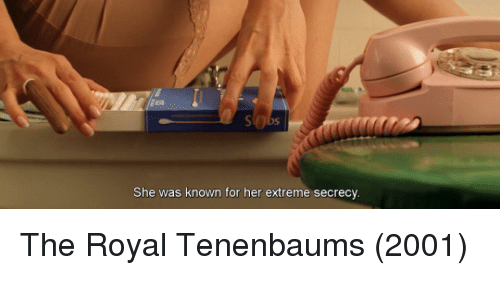 She was known for her extreme secrecy.
The Royal Tenenbaums (2001)